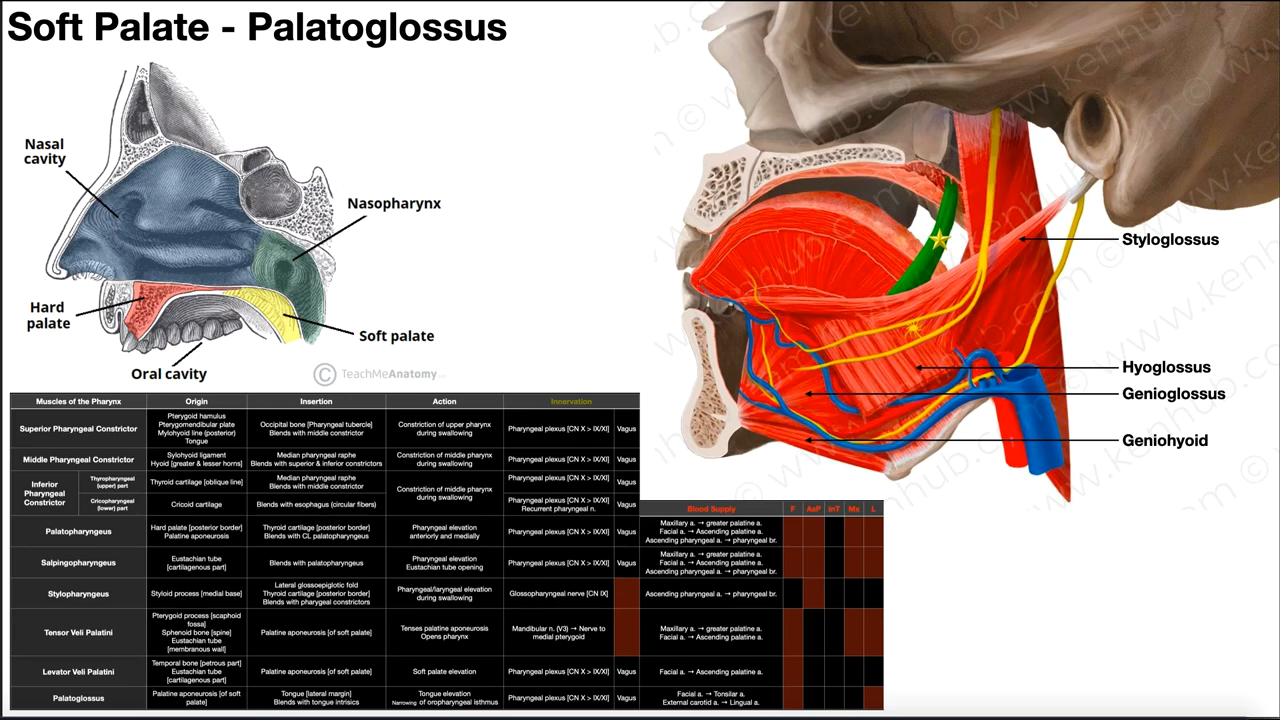 Soft Palate - Palatoglossus
Nasal
cavity
Nasopharynx
Hard
palate
Soft palate
Oral cavity
© TeachMeAnatomy
Styloglossus
Hyoglossus
Genioglossus
Geniohyoid
www.kenhub.com
Muscles of the Pharynx Origin Insertion Action Innervation
Superior Pharyngeal Constrictor
Pterygoid hamulus
Pterygomendibular plate
Mylohyoid line (posterior)
Tongue
Occipital bone [Pharyngeal tubercle]
Blends with middle constrictor
Constriction of upper pharynx
during swallowing
Pharyngeal plexus [CN X > IX/XI] Vagus
Middle Pharyngeal Constrictor
Sylohyoid ligament
Hyoid [greater & lesser horns]
Median pharyngeal raphe
Blends with superior & inferior constrictors
Constriction of middle pharynx
during swallowing
Pharyngeal plexus [CN X > IX/XI] Vagus
Inferior
Pharyngeal
Constrictor
Thyropharyngeal
(upper) part
Thyroid cartilage [oblique line]
Median pharyngeal raphe
Blends with middle constrictor
Constriction of middle pharynx
during swallowing
Pharyngeal plexus [CN X > IX/XI] Vagus
Cricopharyngeal
(lower) part
Cricoid cartilage
Blends with esophagus (circular fibers)
Pharyngeal plexus [CN X > IX/XI]
Recurrent pharyngeal n.
Vagus
Blood Supply F AsP InT Mx L
Palatopharyngeus
Hard palate [posterior border]
Palatine aponeurosis
Thyroid cartilage [posterior border]
Blends with CL palatopharyngeus
Pharyngeal elevation
anteriorly and medially
Pharyngeal plexus [CN X > IX/XI] Vagus
Maxillary a. → greater palatine a.
Facial a. → Ascending palatine a.
Ascending pharyngeal a. → pharyngeal br.
Salpingopharyngeus
Eustachian tube
[cartilagenous part]
Blends with palatopharyngeus
Pharyngeal elevation
Eustachian tube opening
Pharyngeal plexus [CN X > IX/XI] Vagus
Maxillary a. → greater palatine a.
Facial a. → Ascending palatine a.
Ascending pharyngeal a. → pharyngeal br.
Stylopharyngeus
Styloid process [medial base]
Lateral glossoepiglotic fold
Thyroid cartilage [posterior border]
Blends with pharygeal constrictors
Pharyngeal/laryngeal elevation
during swallowing
Glossopharyngeal nerve [CN IX]
Ascending pharyngeal a. → pharyngeal br.
Tensor Veli Palatini
Pterygoid process [scaphoid
fossa]
Sphenoid bone [spine]
Eustachian tube
[membranous wall]
Palatine aponeurosis [of soft palate]
Tenses palatine aponeurosis
Opens pharynx
Mandibular n. (V3) → Nerve to
medial pterygoid
Maxillary a. → greater palatine a.
Facial a. → Ascending palatine a.
Levator Veli Palatini
Temporal bone [petrous part]
Eustachian tube
[cartilagenous part]
Palatine aponeurosis [of soft palate]
Soft palate elevation
Pharyngeal plexus [CN X > IX/XI] Vagus
Facial a. → Ascending palatine a.
Palatoglossus
Palatine aponeurosis [of soft
palate]
Tongue [lateral margin]
Blends with tongue intrisics
Tongue elevation
Narrowing of oropharyngeal isthmus
Pharyngeal plexus [CN X > IX/XI] Vagus
Facial a. → Tonsilar a.
External carotid a. → Lingual a.